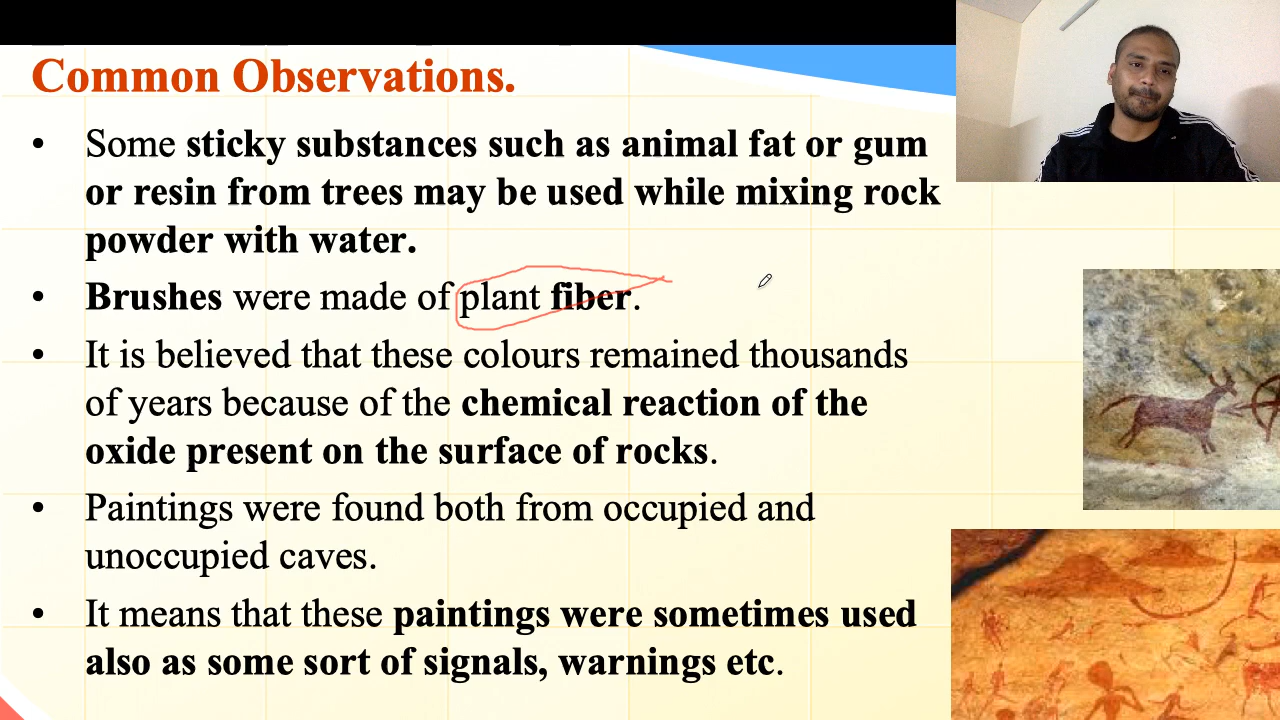 Common Observations.
• Some sticky substances such as animal fat or gum
or resin from trees may be used while mixing rock
powder with water.
• Brushes were made of plant fiber.
• It is believed that these colours remained thousands
of years because of the chemical reaction of the
oxide present on the surface of rocks.
• Paintings were found both from occupied and
unoccupied caves.
• It means that these paintings were sometimes used
also as some sort of signals, warnings etc.